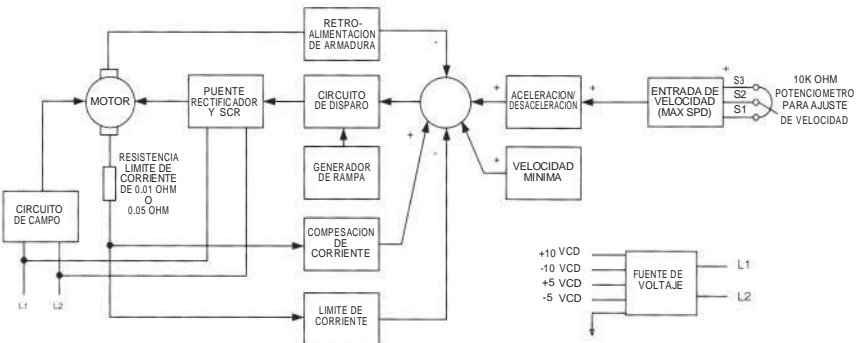 RETRO-
ALIMENTACION
DE ARMADURA
-
MOTOR
PUENTE
RECTIFICADOR
Y SCR
CIRCUITO
DE DISPARO
+
ACELERACION/
DESACELERACION
+
ENTRADA DE
VELOCIDAD
(MAX SPD)
+
S3
S2
S1
10K OHM
POTENCIOMETRO
PARA AJUSTE
DE VELOCIDAD
RESISTENCIA
LIMITE DE
CORRIENTE
DE 0.01 OHM
O
0.05 OHM
GENERADOR
DE RAMPA
+
-
+
VELOCIDAD
MINIMA
CIRCUITO
DE CAMPO
COMPESACION
DE
CORRIENTE
L1
L2
LIMITE DE
CORRIENTE
+10 VCD
-10 VCD
+5 VCD
-5 VCD
FUENTE DE
VOLTAJE
L1
L2